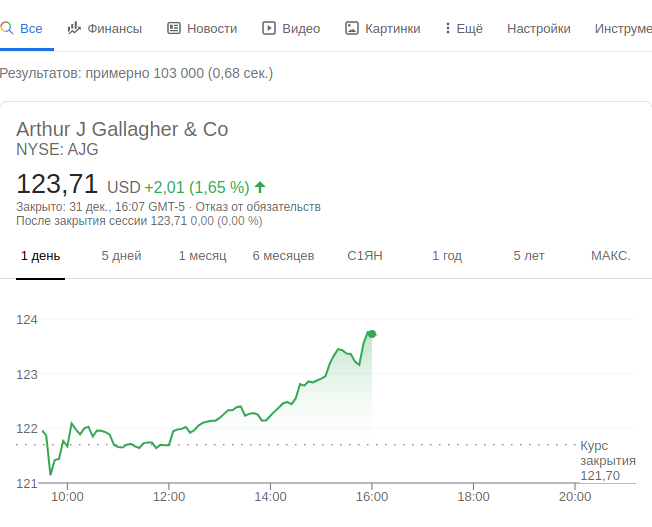 Все Финансы Новости Видео Картинки Ещё Настройки Инструме
Результатов: примерно 103 000 (0,68 сек.)
Arthur J Gallagher & Co
NYSE: AJG
123,71 USD +2,01 (1,65 %)
Закрыто: 31 дек., 16:07 GMT-5 · Отказ от обязательств
После закрытия сессии 123,71 0,00 (0,00 %)
1 день 5 дней 1 месяц 6 месяцев С1ЯН 1 год 5 лет МАКС.
124
123
122
Курс
закрытия
121,70
121
10:00 12:00 14:00 16:00 18:00 20:00